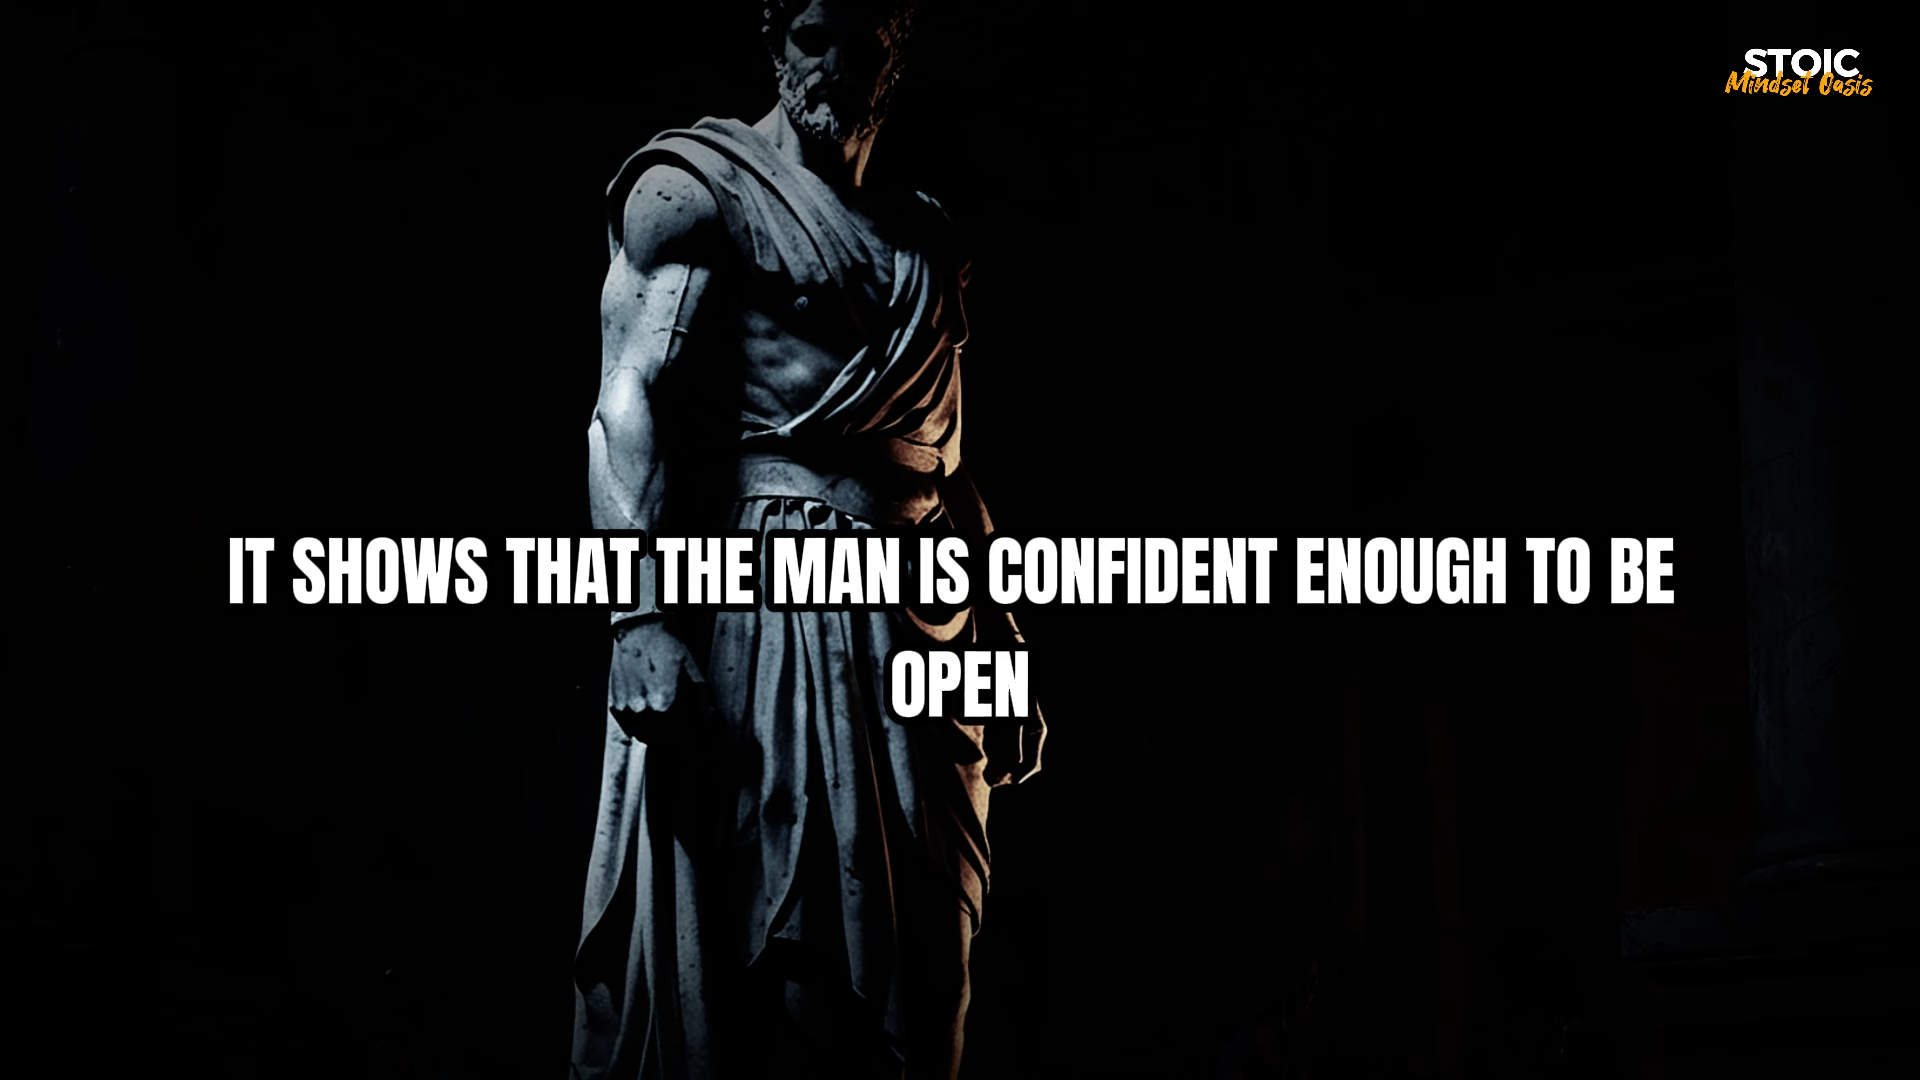 STOIC
Mindset Oasis
IT SHOWS THAT THE MAN IS CONFIDENT ENOUGH TO BE
OPEN